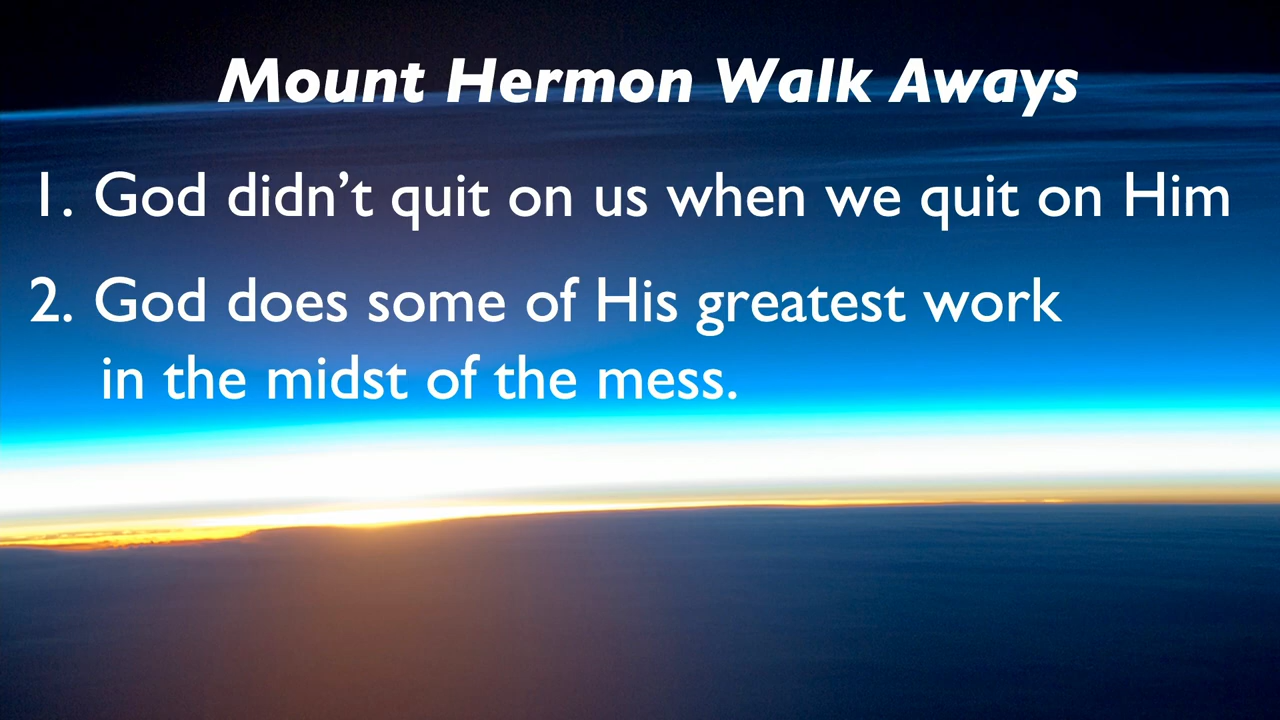 Mount Hermon Walk Aways
1. God didn’t quit on us when we quit on Him
2. God does some of His greatest work
in the midst of the mess.